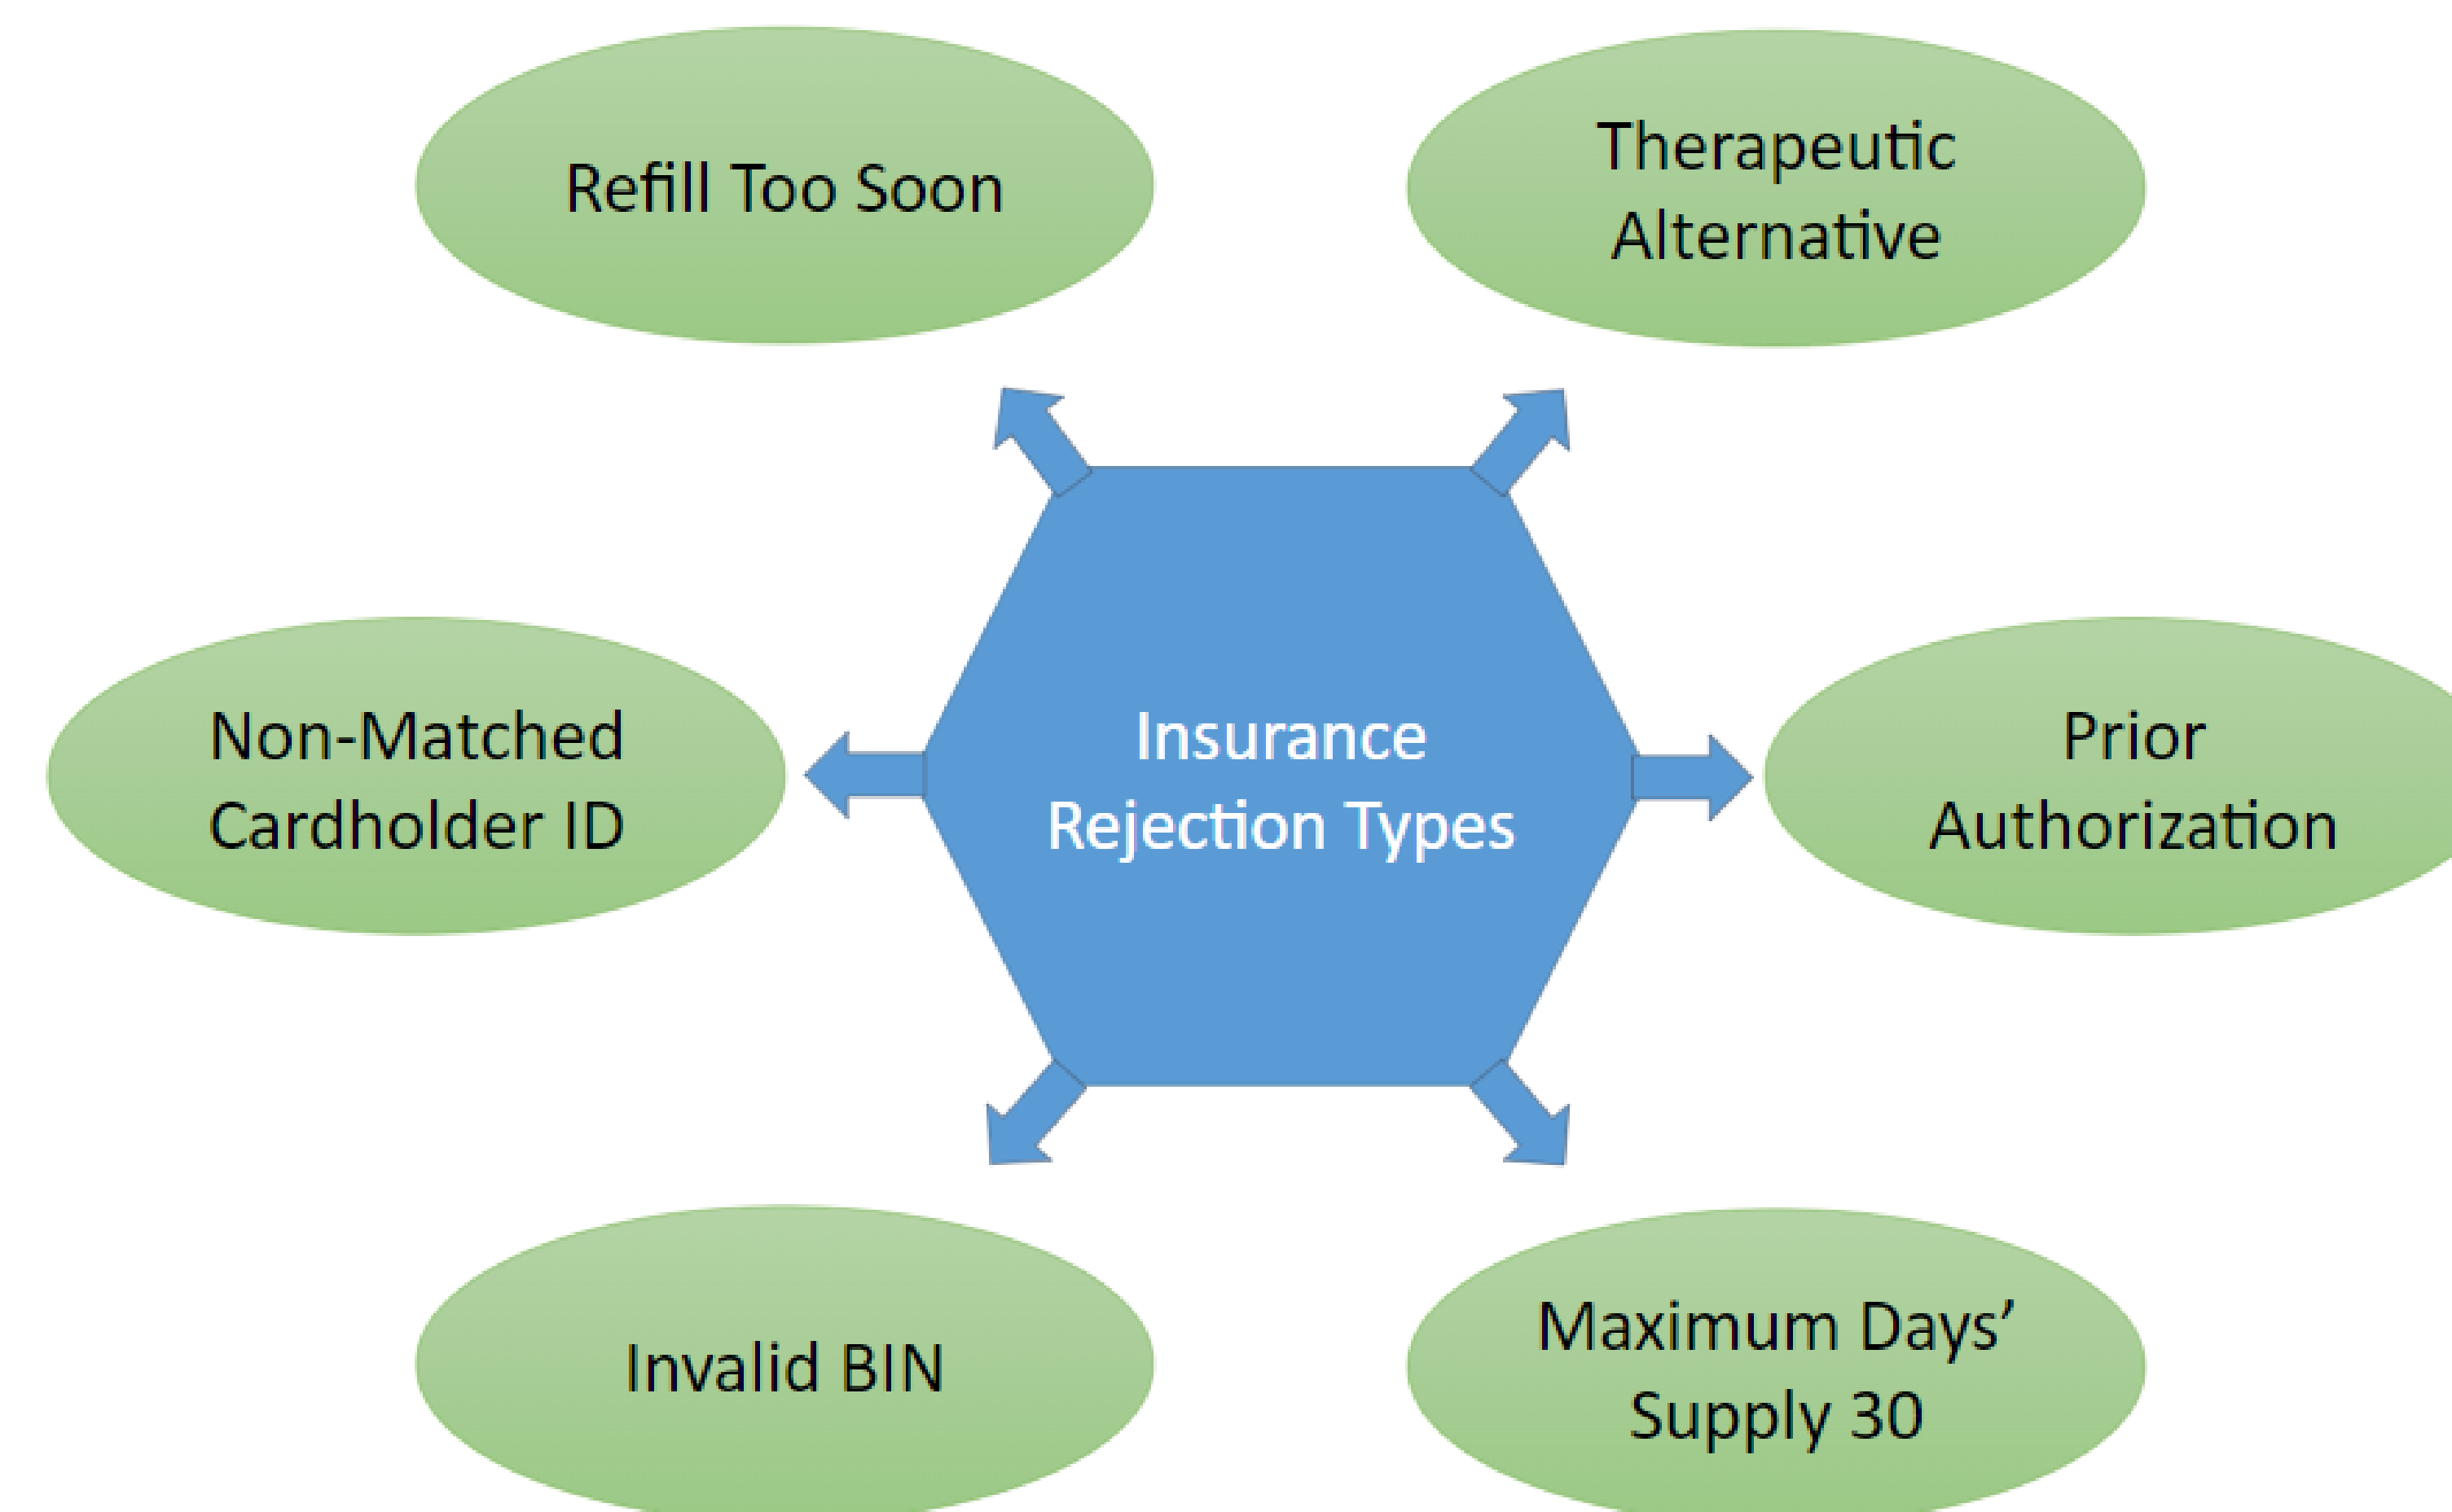 Refill Too Soon
Therapeutic
Alternative
Non-Matched
Cardholder ID
Insurance
Rejection Types
Prior
Authorization
Invalid BIN
Maximum Days’
Supply 30